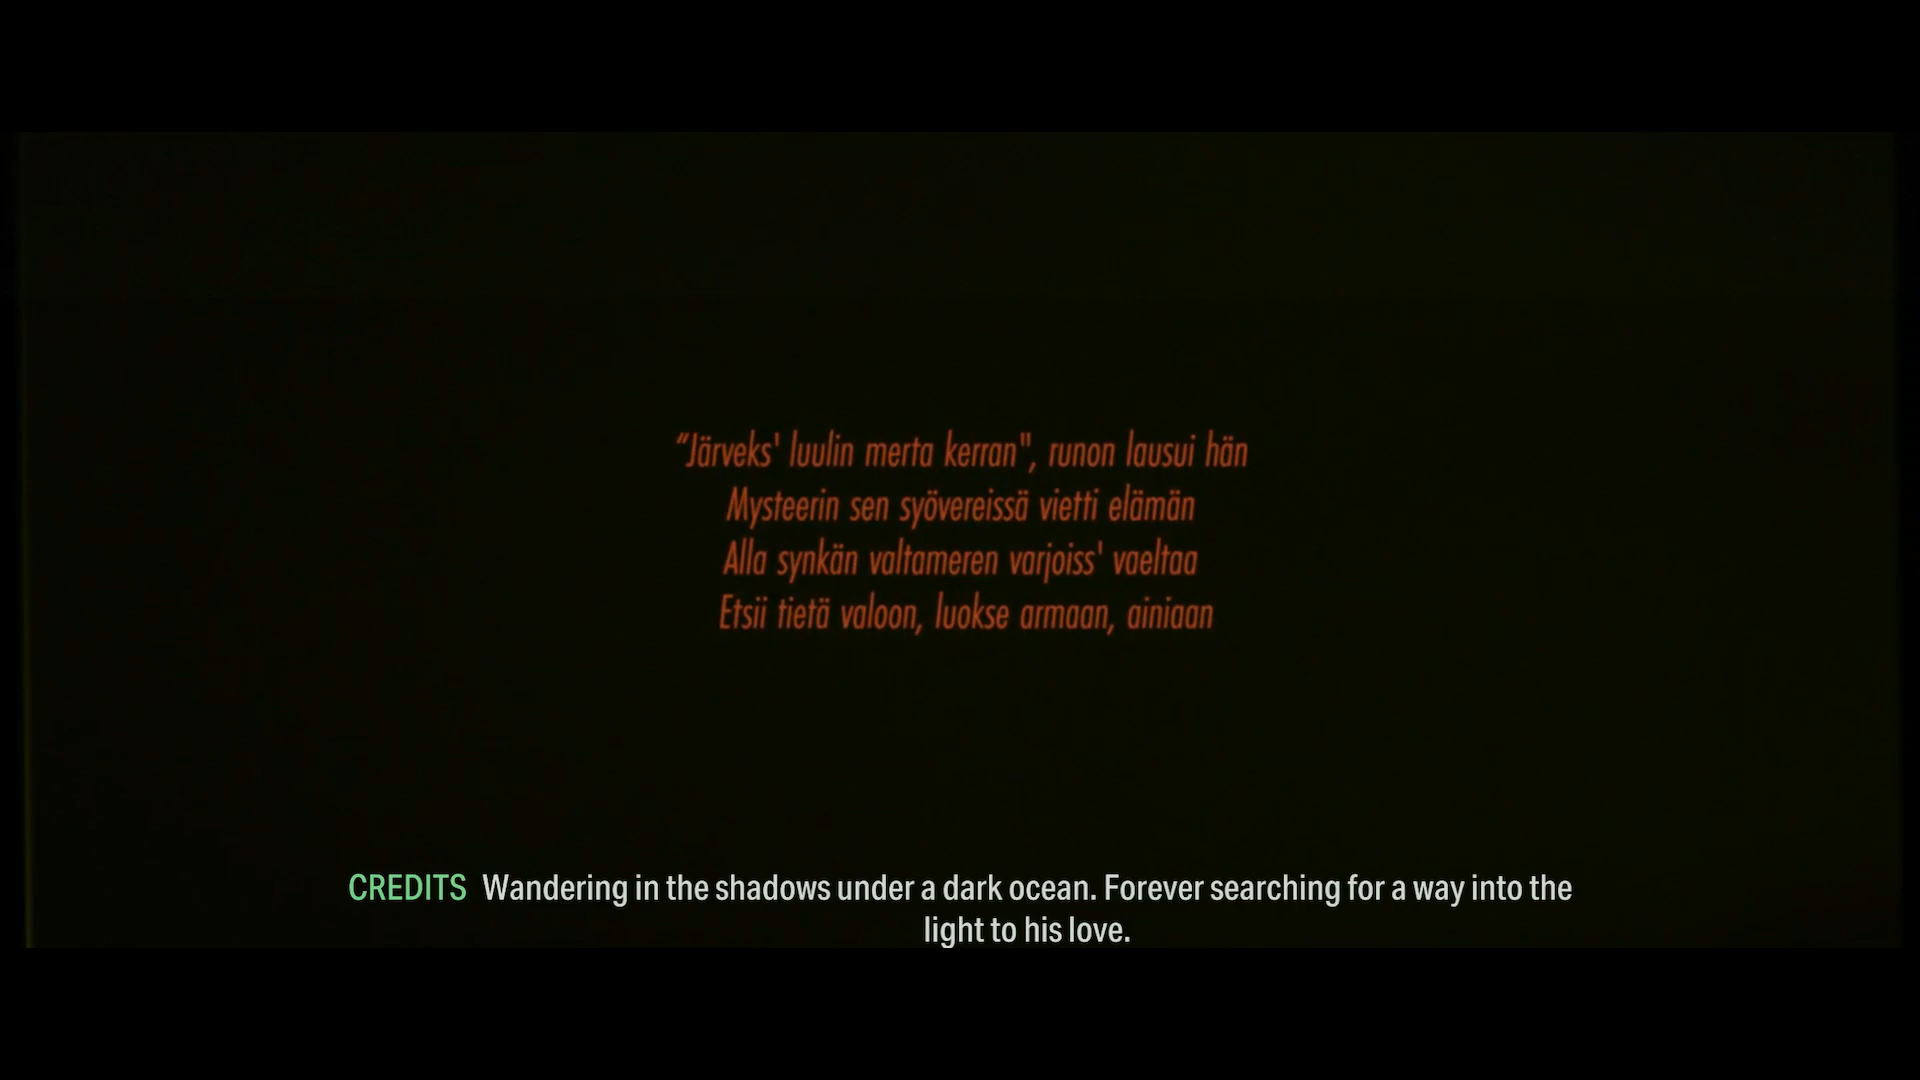 “Järveks' luulin merta kerran", runon lausui hän
Mysteerin sen syövereissä vietti elämän
Alla synkän valtameren varjoiss' vaeltaa
Etsii tietä valoon, luokse armaan, ainiaan
CREDITS Wandering in the shadows under a dark ocean. Forever searching for a way into the
light to his love.